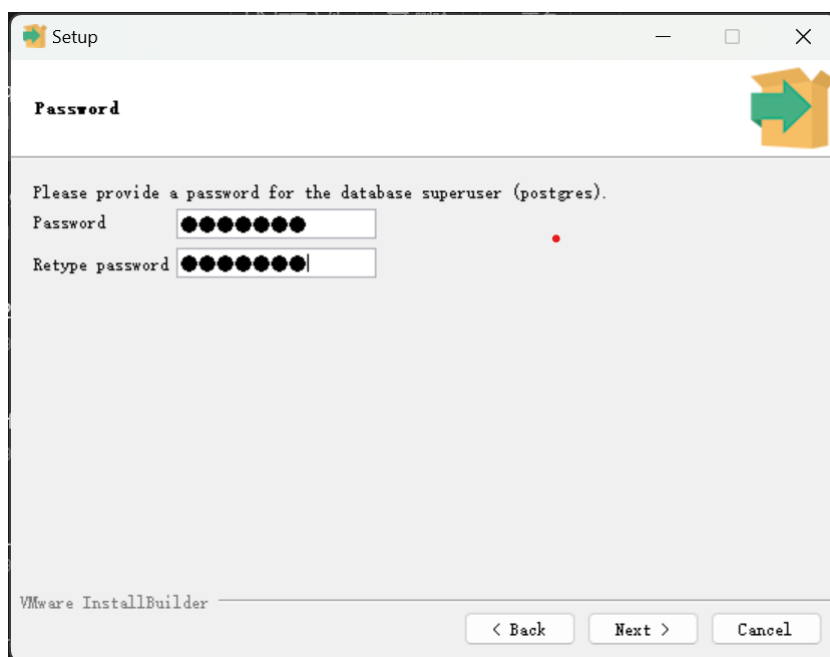 Setup
Password
Please provide a password for the database superuser (postgres).
Password ●●●●●●●
Retype password ●●●●●●●
VMware InstallBuilder
< Back Next > Cancel